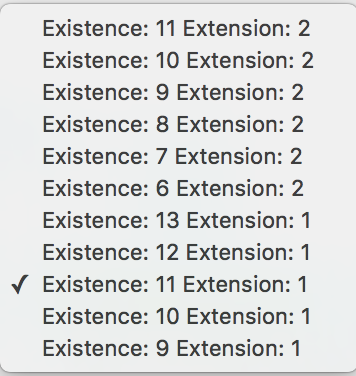 Existence: 11 Extension: 2
Existence: 10 Extension: 2
Existence: 9 Extension: 2
Existence: 8 Extension: 2
Existence: 7 Extension: 2
Existence: 6 Extension: 2
Existence: 13 Extension: 1
Existence: 12 Extension: 1
✓ Existence: 11 Extension: 1
Existence: 10 Extension: 1
Existence: 9 Extension: 1